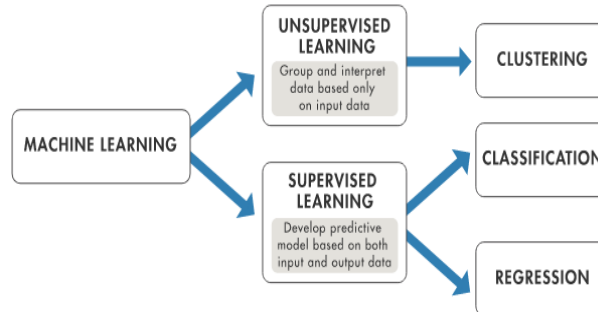 MACHINE LEARNING
UNSUPERVISED
LEARNING
Group and interpret
data based only
on input data
SUPERVISED
LEARNING
Develop predictive
model based on both
input and output data
CLUSTERING
CLASSIFICATION
REGRESSION